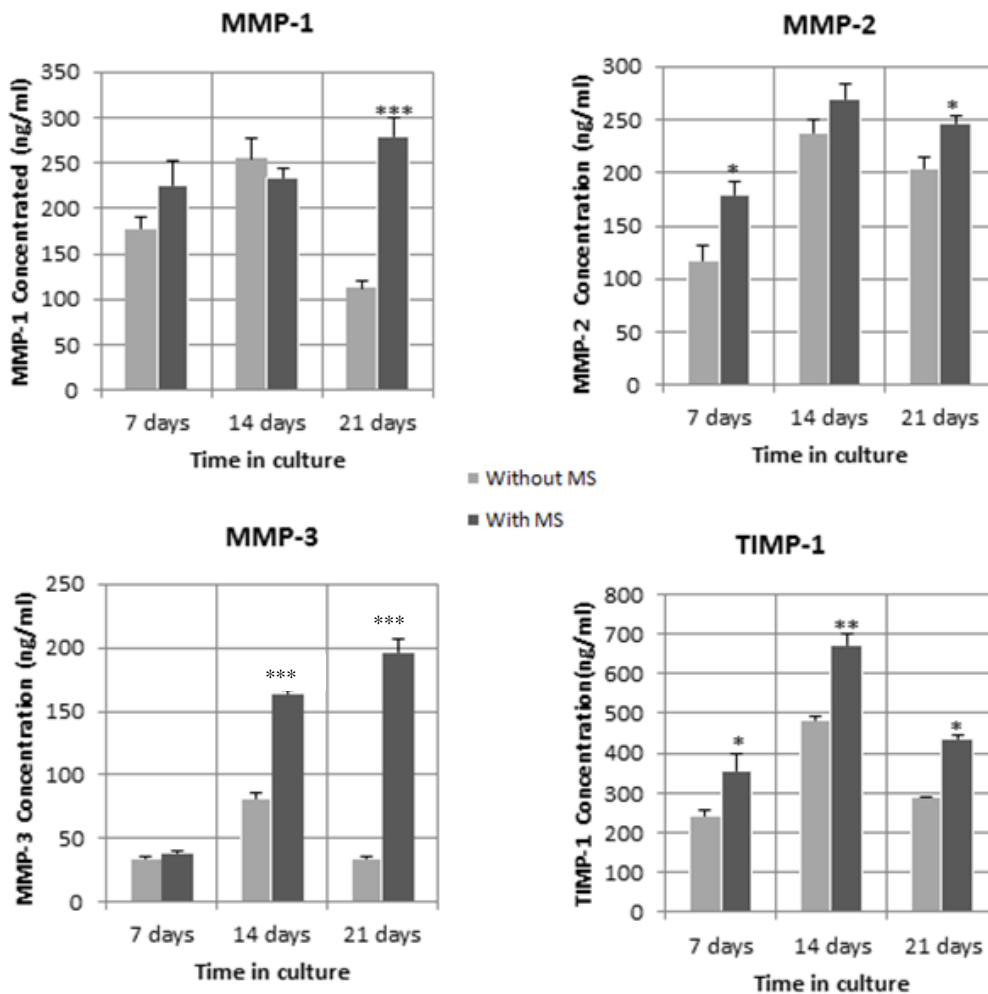 MMP-1
MMP-1 Concentrated (ng/ml)
350
300
250
200
150
100
50
0
***
7 days 14 days 21 days
Time in culture
MMP-2
MMP-2 Concentration (ng/ml)
300
250
200
150
100
50
0
*
*
7 days 14 days 21 days
Time in culture
Without MS
With MS
MMP-3
MMP-3 Concentration (ng/ml)
250
200
150
100
50
0
***
***
7 days 14 days 21 days
Time in culture
TIMP-1
TIMP-1 Concentration(ng/ml)
800
700
600
500
400
300
200
100
0
*
**
*
7 days 14 days 21 days
Time in culture